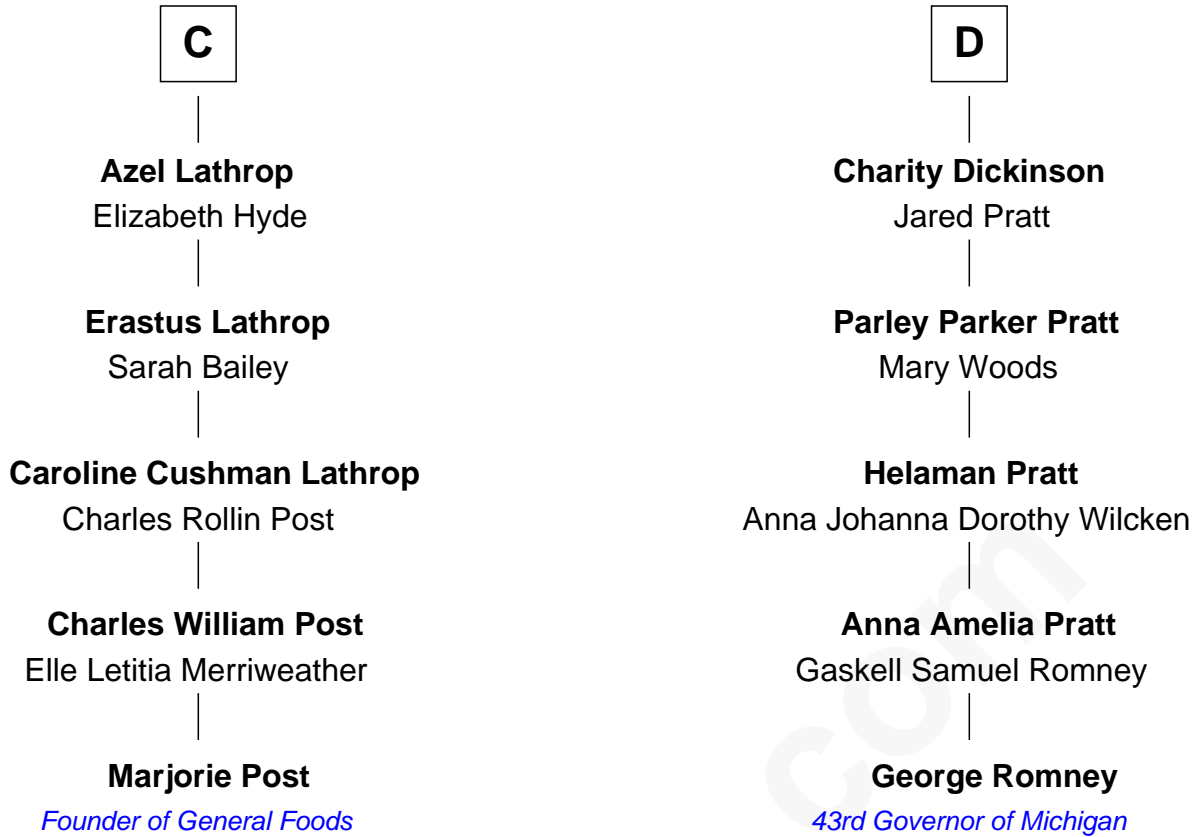 C
Azel Lathrop
Elizabeth Hyde
Erastus Lathrop
Sarah Bailey
Caroline Cushman Lathrop
Charles Rollin Post
Charles William Post
Elle Letitia Merriweather
Marjorie Post
Founder of General Foods
D
Charity Dickinson
Jared Pratt
Parley Parker Pratt
Mary Woods
Helaman Pratt
Anna Johanna Dorothy Wilcken
Anna Amelia Pratt
Gaskell Samuel Romney
George Romney
43rd Governor of Michigan
com